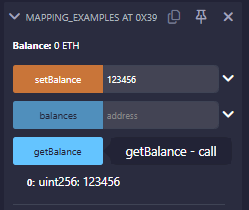 MAPPING_EXAMPLES AT 0X39
Balance: 0 ETH
setBalance 123456
balances address
getBalance getBalance - call
0: uint256: 123456